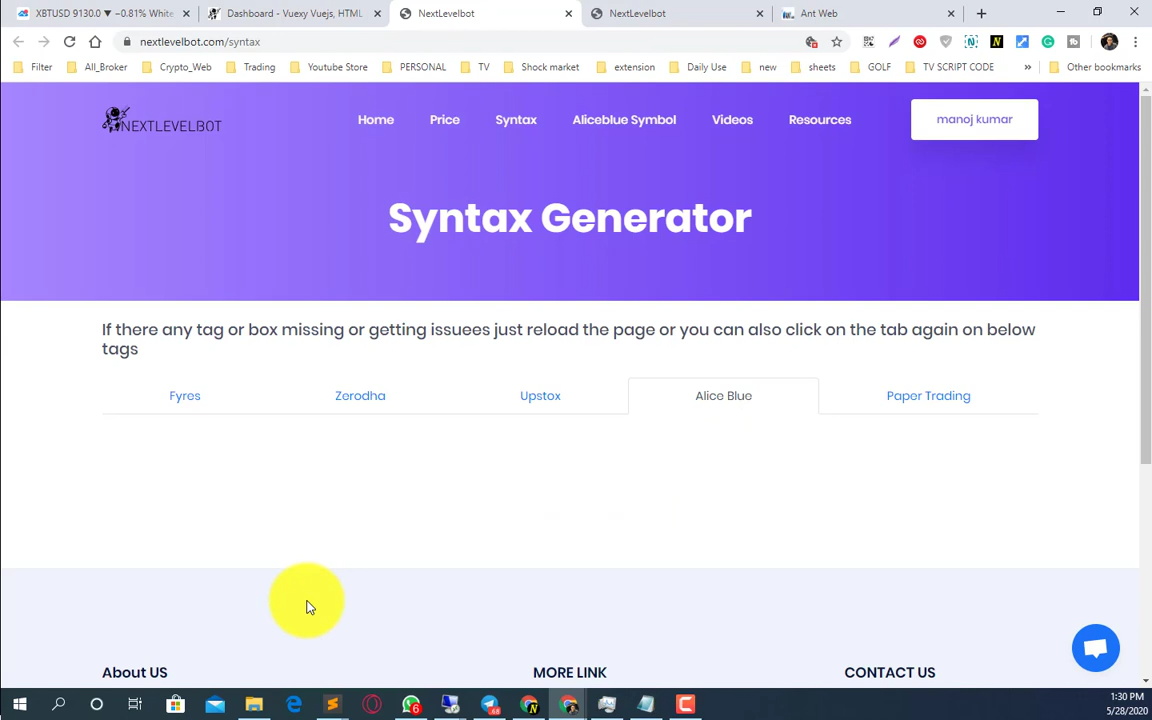 XBTUSD 9130.0 ▼ −0.81% White
Dashboard - Vuexy Vuejs, HTML
NextLevelbot
NextLevelbot
Ant Web
nextlevelbot.com/syntax
Filter
All_Broker
Crypto_Web
Trading
Youtube Store
PERSONAL
TV
Shock market
extension
Daily Use
new
sheets
GOLF
TV SCRIPT CODE
»
Other bookmarks
NEXTLEVELBOT
Home
Price
Syntax
Aliceblue Symbol
Videos
Resources
manoj kumar
Syntax Generator
If there any tag or box missing or getting issuees just reload the page or you can also click on the tab again on below
tags
Fyres
Zerodha
Upstox
Alice Blue
Paper Trading
About US
MORE LINK
CONTACT US
1:30 PM
5/28/2020